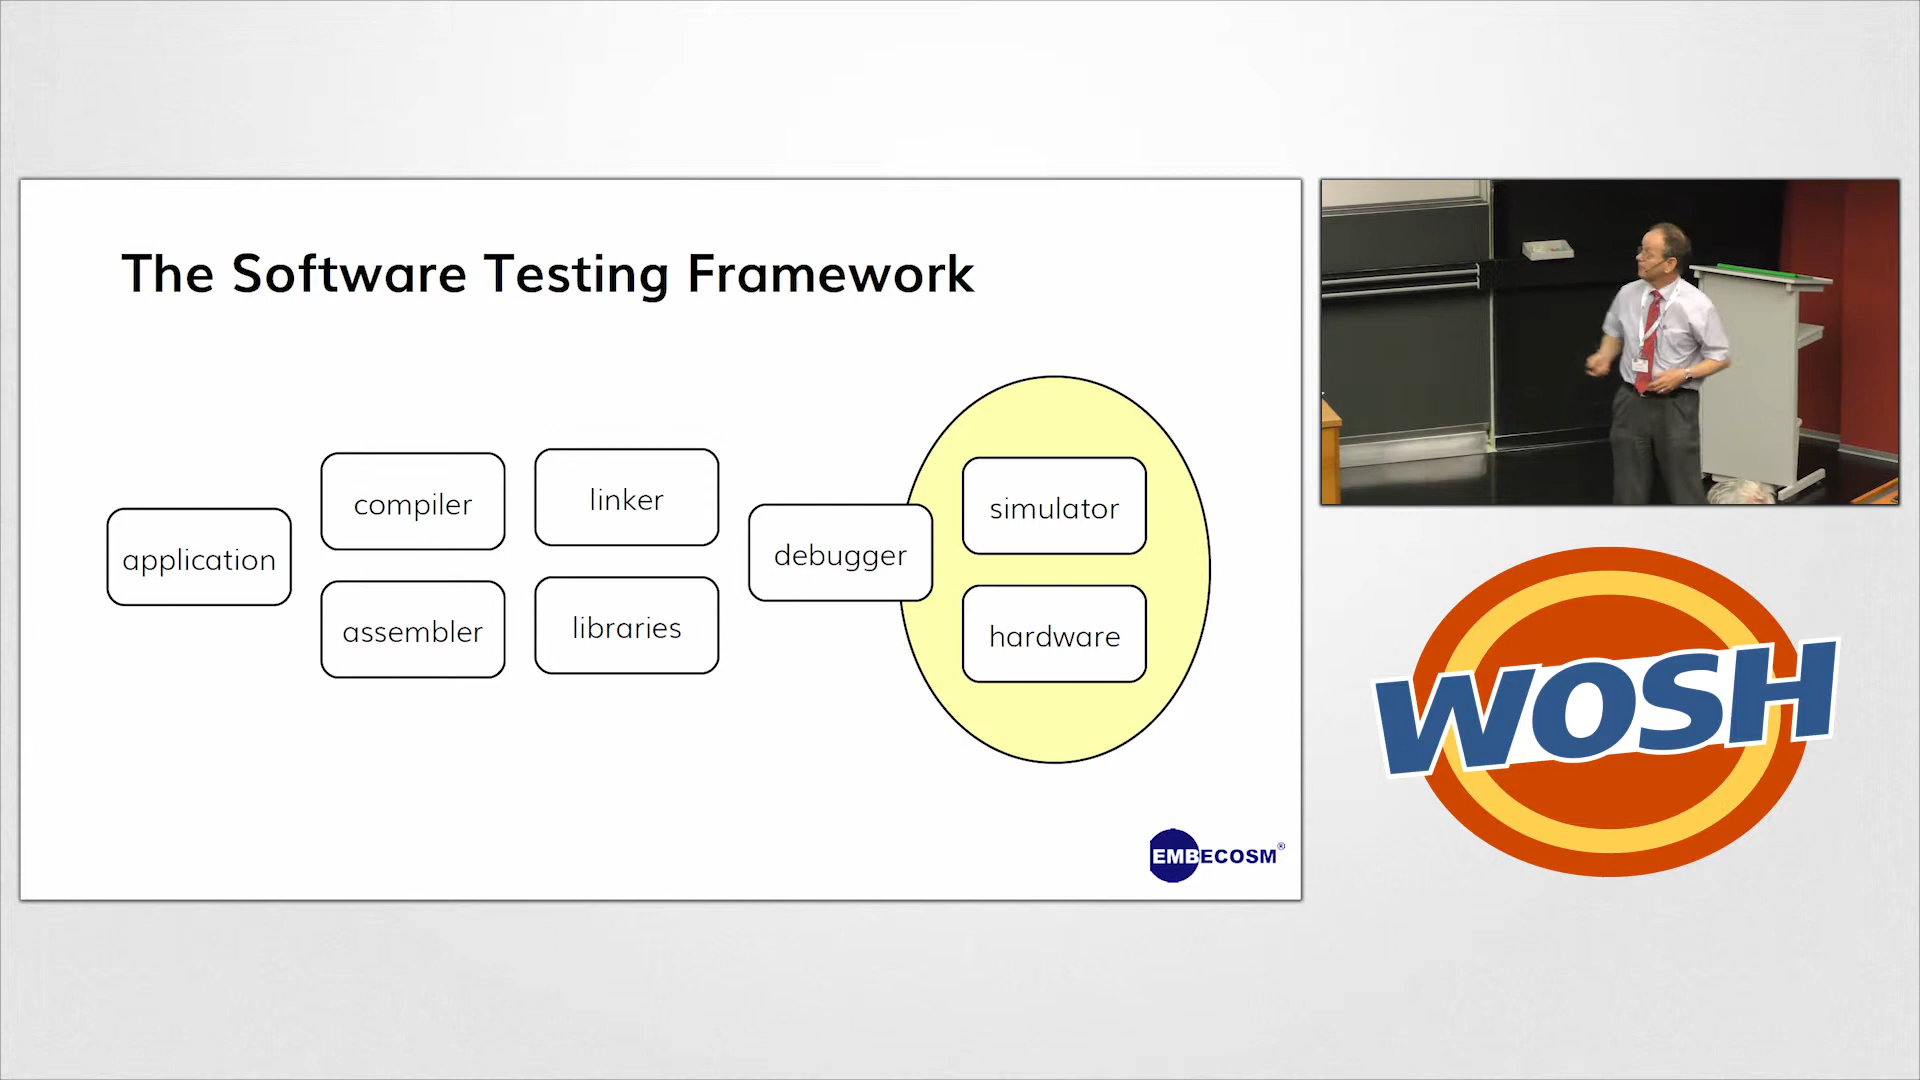 The Software Testing Framework
application
compiler
assembler
linker
libraries
debugger
simulator
hardware
EMBECOSM®
WOSH